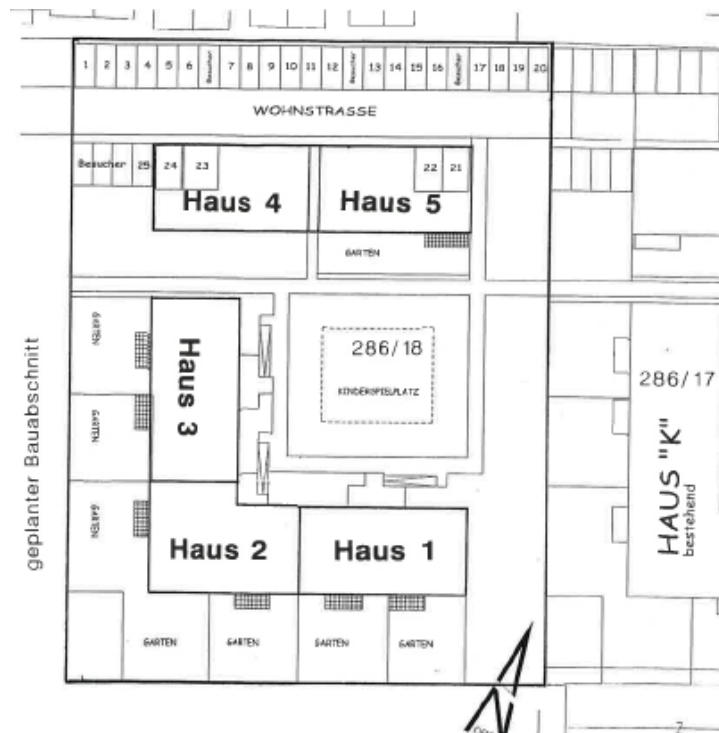 1 2 3 4 5 6 Besucher 7 8 9 10 11 12 Besucher 13 14 15 16 Besucher 17 18 19 20
WOHNSTRASSE
Besucher 25 24 23 22 21
Haus 4 Haus 5
GARTEN
GARTEN
286/18
KINDERSPIELPLATZ
Haus 3
286/17
GARTEN
HAUS "K"
bestehend
geplanter Bauabschnitt
GARTEN
Haus 2 Haus 1
GARTEN GARTEN GARTEN GARTEN